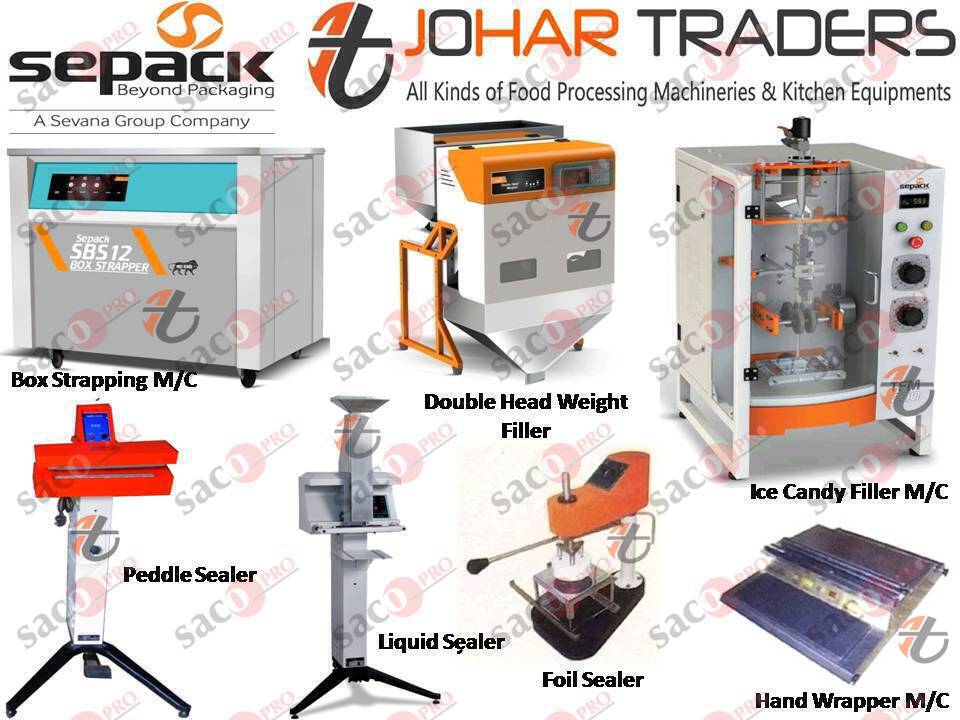 sepack
Beyond Packaging
A Sevana Group Company
JOHAR TRADERS
All Kinds of Food Processing Machineries & Kitchen Equipments
Sepack
SBS12
BOX STRAPPER
Box Strapping M/C
Double Head Weight
Filler
sepack
Ice Candy Filler M/C
Peddle Sealer
Liquid Sealer
Foil Sealer
Hand Wrapper M/C
saco PRO